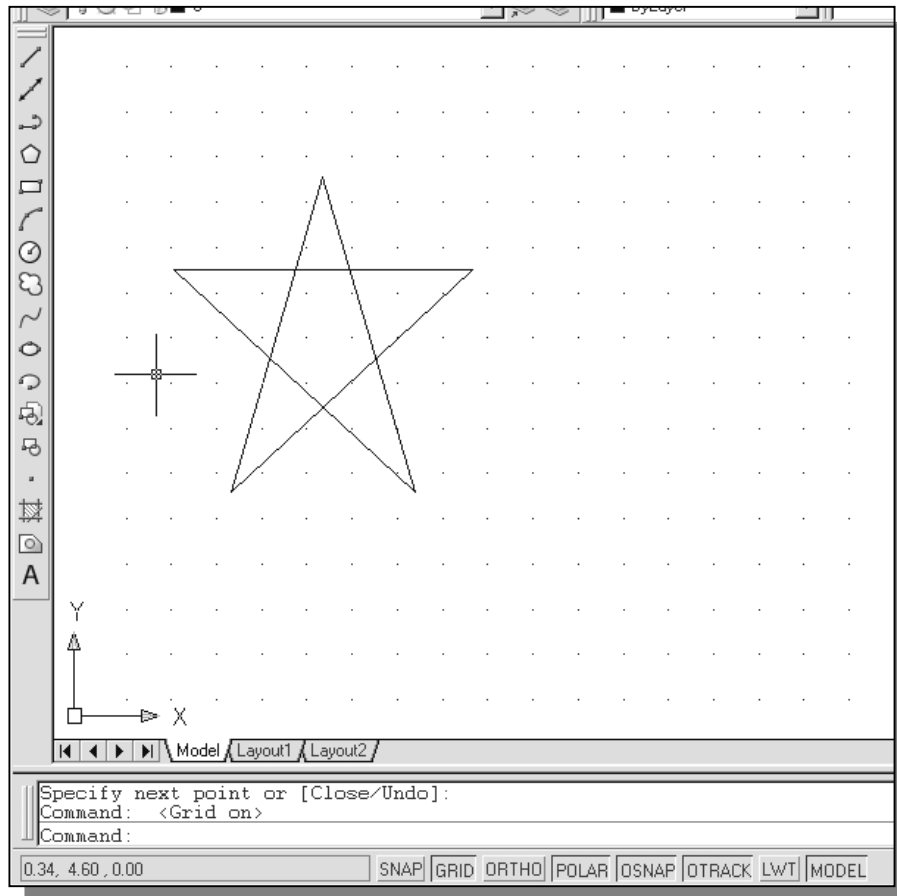 ByLayer
A
Y
X
Model Layout1 Layout2
Specify next point or [Close/Undo]:
Command:  <Grid on>
Command:
0.34, 4.60 , 0.00 SNAP GRID ORTHO POLAR OSNAP OTRACK LWT MODEL